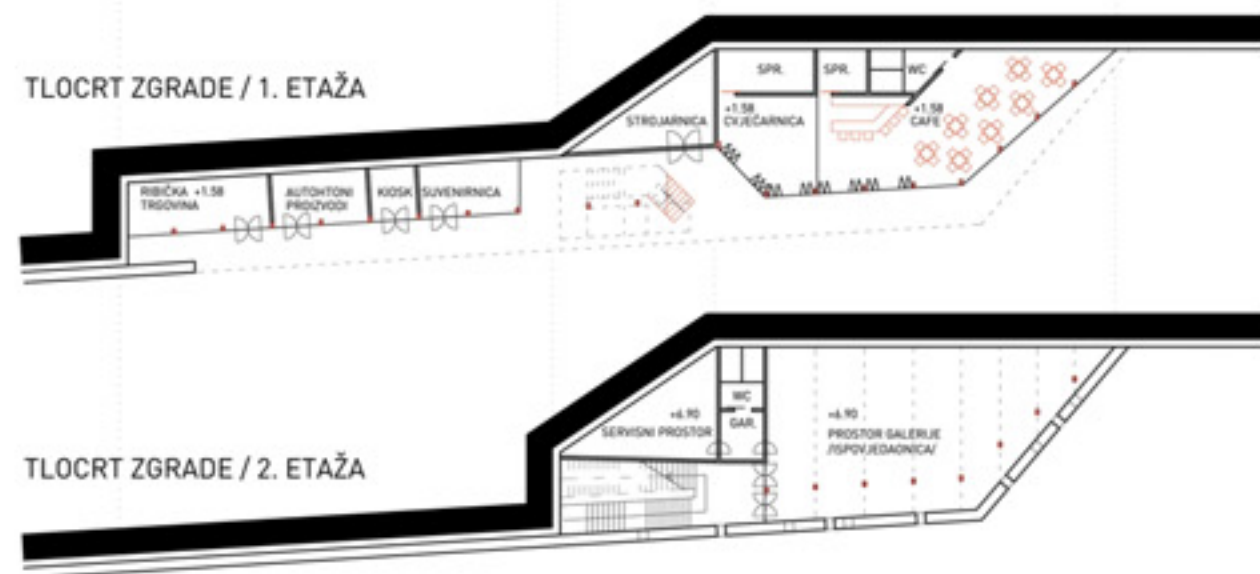 TLOCRT ZGRADE / 1. ETAŽA
SPR.
SPR.
WC
STROJARNICA
+1.58
CVJEČARNICA
+1.58
CAFE
RIBIČKA +1.58
TRGOVINA
AUTOHTONI
PROIZVODI
KIOSK
SUVENIRNICA
TLOCRT ZGRADE / 2. ETAŽA
WC
GAR.
+6.90
SERVISNI PROSTOR
+6.90
PROSTOR GALERIJE
/ISPOVJEDAONICA/